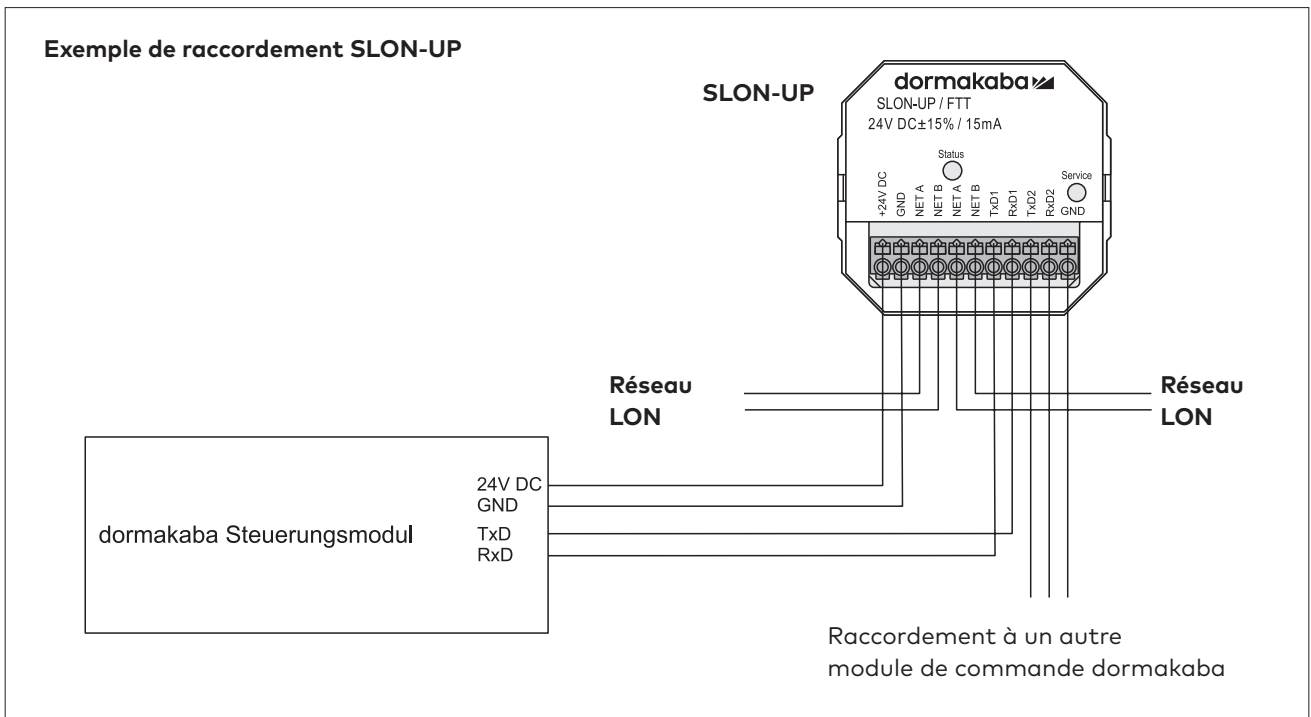 Exemple de raccordement SLON-UP
SLON-UP
dormakaba
SLON-UP / FTT
24V DC±15% / 15mA
Status
Service
+24V DC
GND
NET A
NET B
NET A
NET B
TxD1
RxD1
TxD2
RxD2
GND
Réseau
LON
Réseau
LON
dormakaba Steuerungsmodul
24V DC
GND
TxD
RxD
Raccordement à un autre
module de commande dormakaba